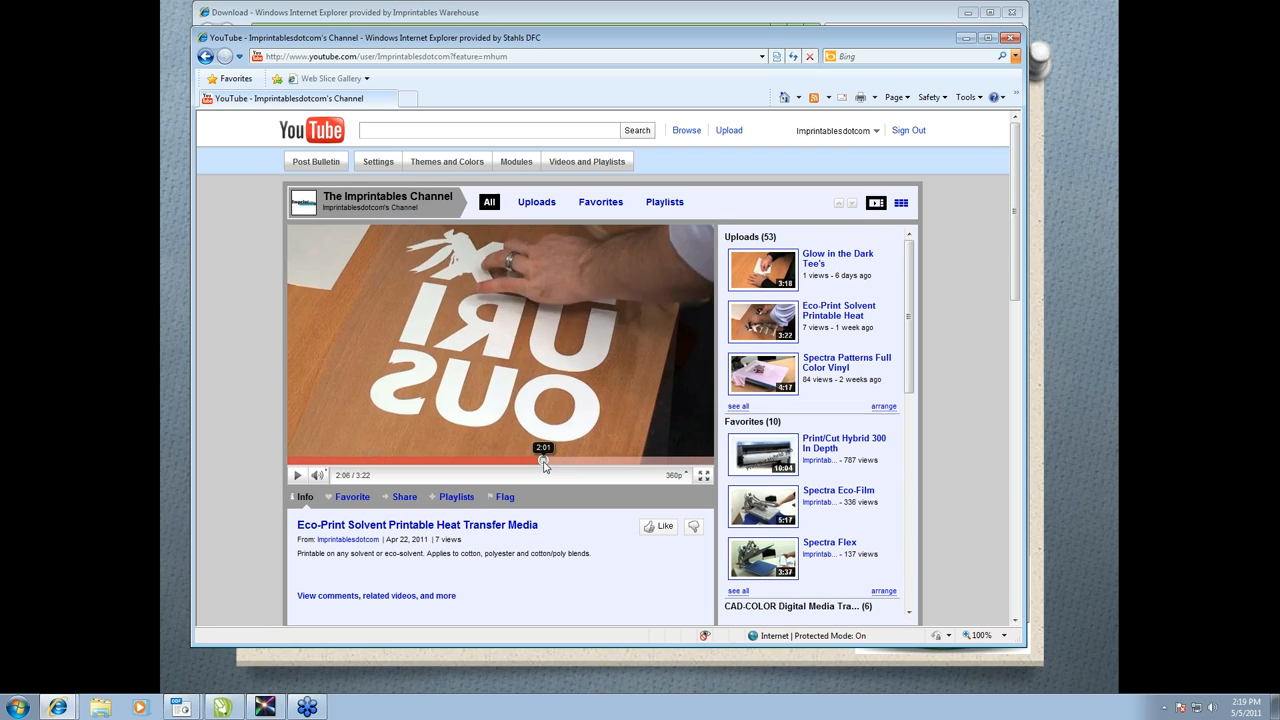 Download - Windows Internet Explorer provided by Imprintables Warehouse
YouTube - Imprintablesdotcom's Channel - Windows Internet Explorer provided by Stahls DFC
http://www.youtube.com/user/Imprintablesdotcom?feature=mhum
Bing
Favorites
Web Slice Gallery
YouTube - Imprintablesdotcom's Channel
Page
Safety
Tools
YouTube
Search
Browse
Upload
Imprintablesdotcom
Sign Out
Post Bulletin
Settings
Themes and Colors
Modules
Videos and Playlists
The Imprintables Channel
Imprintablesdotcom's Channel
All
Uploads
Favorites
Playlists
URI
OUS
2:01
2:06 / 3:22
360p
Info
Favorite
Share
Playlists
Flag
Eco-Print Solvent Printable Heat Transfer Media
Like
From: Imprintablesdotcom | Apr 22, 2011 | 7 views
Printable on any solvent or eco-solvent. Applies to cotton, polyester and cotton/poly blends.
View comments, related videos, and more
Uploads (53)
3:18
Glow in the Dark
Tee's
1 views - 6 days ago
3:22
Eco-Print Solvent
Printable Heat
7 views - 1 week ago
4:17
Spectra Patterns Full
Color Vinyl
84 views - 2 weeks ago
see all
arrange
Favorites (10)
10:04
Print/Cut Hybrid 300
In Depth
Imprintab... - 787 views
5:17
Spectra Eco-Film
Imprintab... - 336 views
3:37
Spectra Flex
Imprintab... - 137 views
see all
arrange
CAD-COLOR Digital Media Tra... (6)
Internet | Protected Mode: On
100%
2:19 PM
5/5/2011